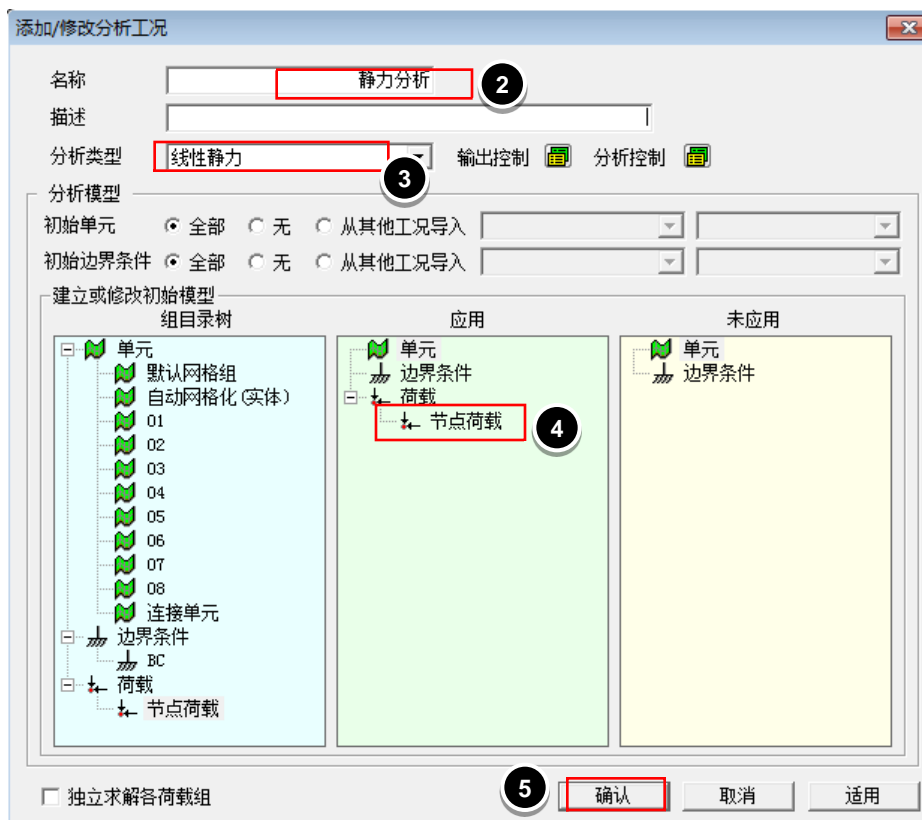 添加/修改分析工况
名称 静力分析 2
描述
分析类型 线性静力 3 输出控制 分析控制
分析模型
初始单元 全部 无 从其他工况导入
初始边界条件 全部 无 从其他工况导入
建立或修改初始模型
组目录树 应用 未应用
单元 单元 单元
默认网格组 边界条件 边界条件
自动网格化(实体) 荷载
01 节点荷载 4
02
03
04
05
06
07
08
连接单元
边界条件
BC
荷载
节点荷载
独立求解各荷载组 5 确认 取消 适用